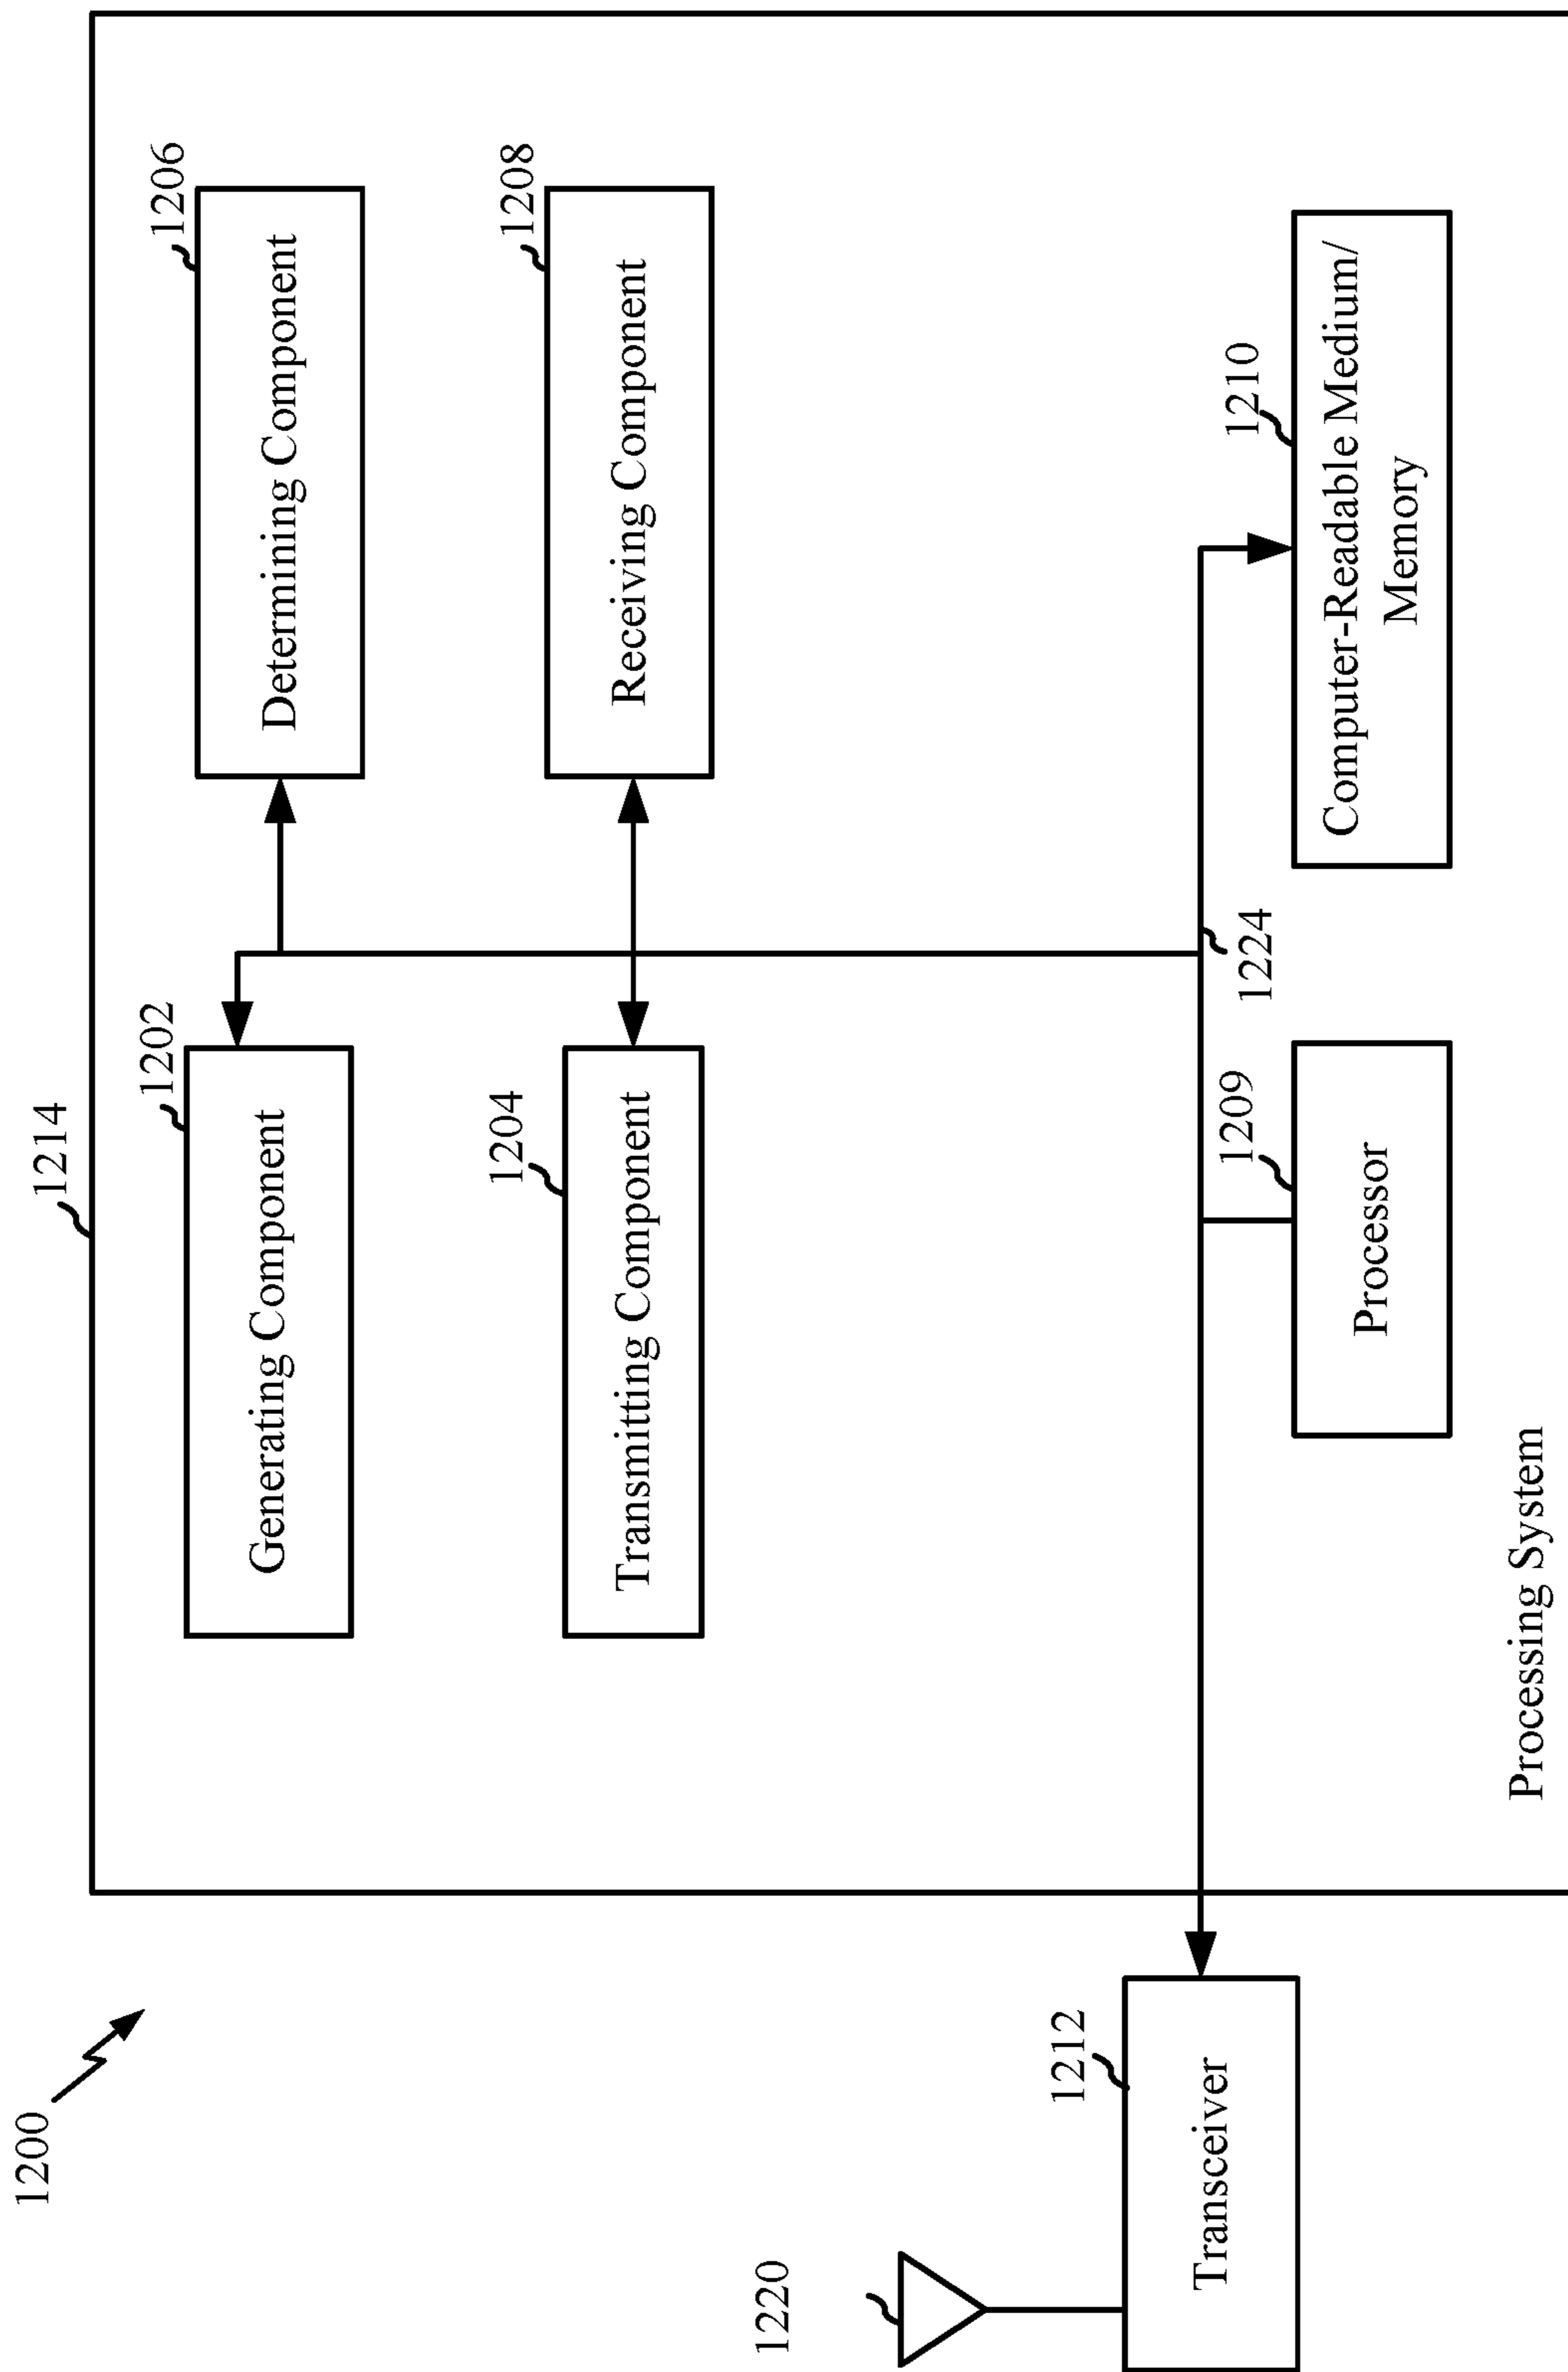 1200
1214
1202
Generating Component
1206
Determining Component
1204
Transmitting Component
1208
Receiving Component
1220
1212
Transceiver
1224
1209
Processor
1210
Computer-Readable Medium/
Memory
Processing System